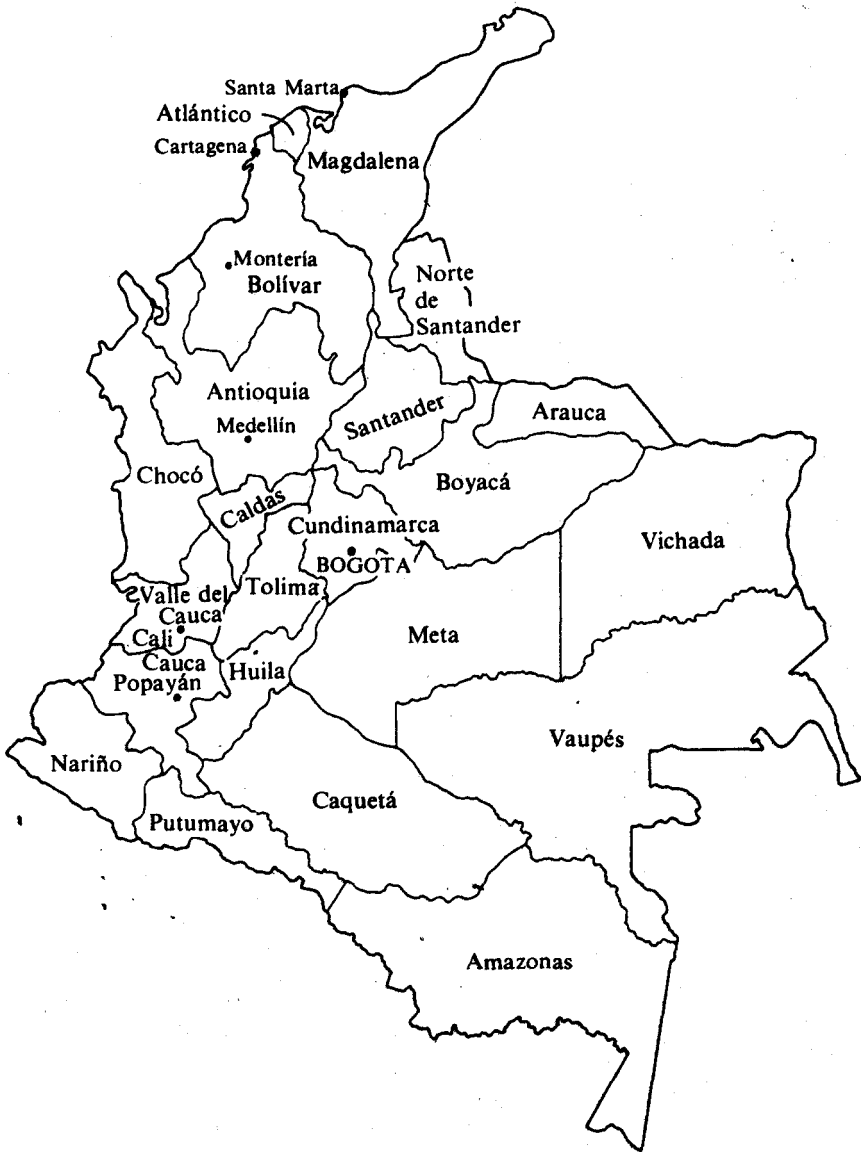 Santa Marta
Atlántico
Cartagena
Magdalena
Montería
Bolívar
Norte
de
Santander
Antioquia
Medellín
Santander
Arauca
Chocó
Caldas
Boyacá
Cundinamarca
BOGOTA
Vichada
Valle del
Cauca
Cali
Tolima
Meta
Cauca
Popayán
Huila
Nariño
Vaupés
Putumayo
Caquetá
Amazonas